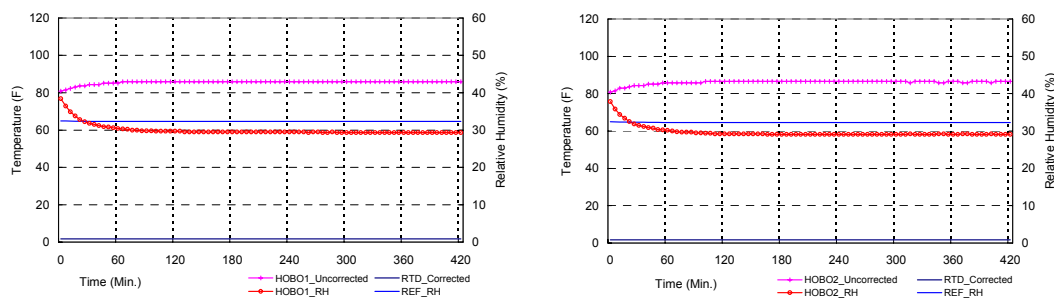 120
100
80
60
40
20
0
Temperature (F)
60
50
40
30
20
10
0
Relative Humidity (%)
0 60 120 180 240 300 360 420
Time (Min.)
HOBO1_Uncorrected RTD_Corrected
HOBO1_RH REF_RH
120
100
80
60
40
20
0
Temperature (F)
60
50
40
30
20
10
0
Relative Humidity (%)
0 60 120 180 240 300 360 420
Time (Min.)
HOBO2_Uncorrected RTD_Corrected
HOBO2_RH REF_RH